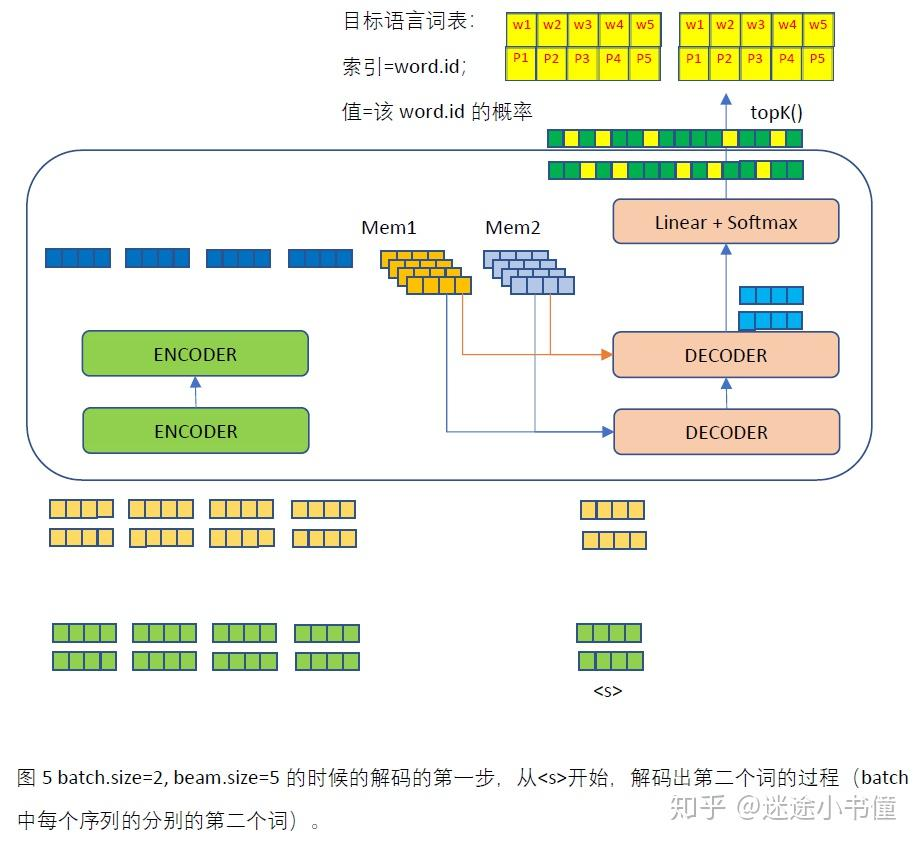 目标语言词表：
w1 w2 w3 w4 w5 w1 w2 w3 w4 w5
索引=word.id；
P1 P2 P3 P4 P5 P1 P2 P3 P4 P5
值=该 word.id 的概率
topK()
Linear + Softmax
Mem1 Mem2
ENCODER DECODER
ENCODER DECODER
<s>
图 5 batch.size=2, beam.size=5 的时候的解码的第一步，从<s>开始，解码出第二个词的过程（batch
中每个序列的分别的第二个词）。
知乎 @迷途小书僮